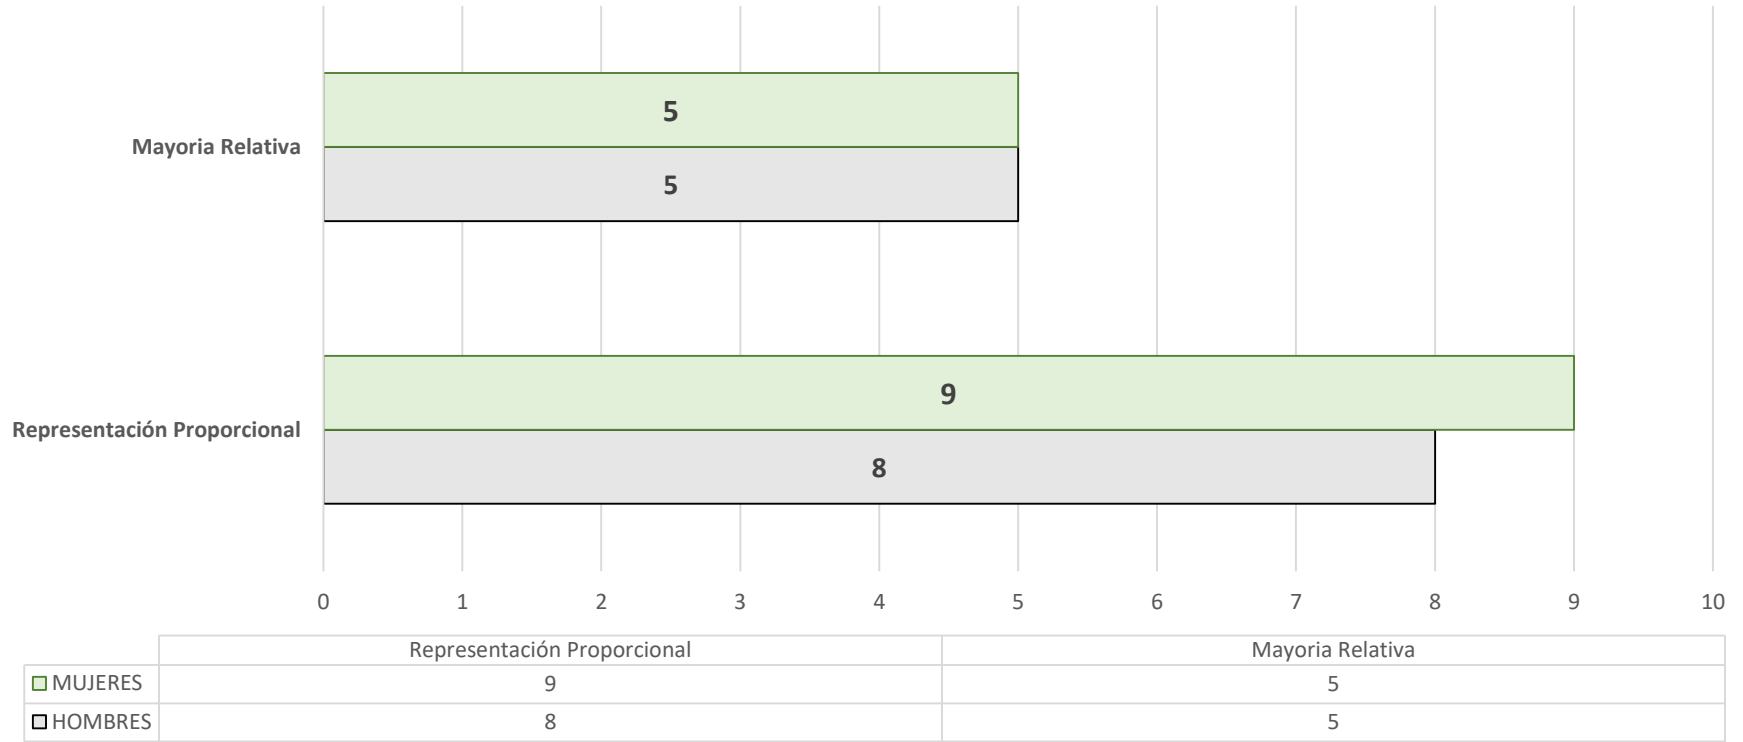 Mayoria Relativa
5
5
Representación Proporcional
9
8
0 1 2 3 4 5 6 7 8 9 10
Representación Proporcional Mayoria Relativa
MUJERES 9 5
HOMBRES 8 5